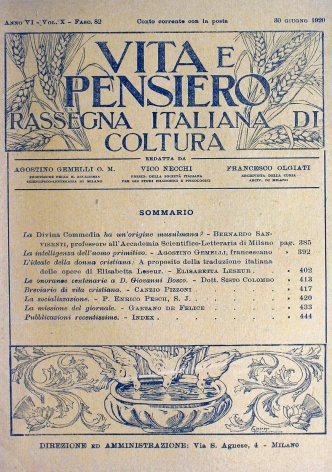 ANNO VI - VOL. X - FASC. 82 Conto corrente con la posta 30 GIUGNO 1920
VITA E
PENSIERO
RASSEGNA ITALIANA DI
COLTURA
REDATTA DA
AGOSTINO GEMELLI O. M. VICO NECCHI FRANCESCO OLGIATI
SOMMARIO
La Divina Commedia ha un'origine musulmana? - BERNARDO SAN-
VISENTI, professore all'Accademia Scientifico-Letteraria di Milano pag. 385
La intelligenza dell'uomo primitivo. - AGOSTINO GEMELLI, francescano » 392
L'ideale della donna cristiana: A proposito della traduzione italiana
delle opere di Elisabetta Leseur. - ELISABETTA LESEUR » 402
Le onoranze centenarie a D. Giovanni Bosco. - Dott. SISTO COLOMBO » 413
Breviario di vita cristiana. - CANZIO PIZZONI » 417
La socializzazione. - P. ENRICO PESCH, S. J. » 420
La missione del giornale. - GAETANO DE FELICE » 433
Pubblicazioni recentissime. - INDEX » 444
DIREZIONE ED AMMINISTRAZIONE: Via S. Agnese, 4 - MILANO